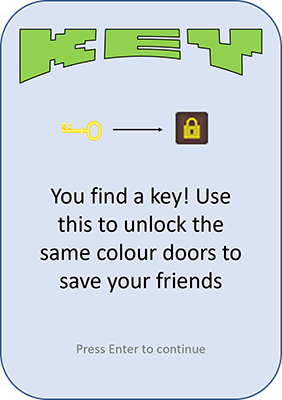 KEY
You find a key! Use
this to unlock the
same colour doors to
save your friends
Press Enter to continue